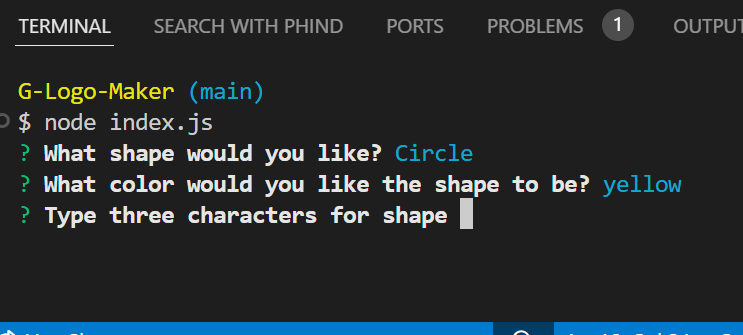 TERMINAL SEARCH WITH PHIND PORTS PROBLEMS 1 OUTPUT
G-Logo-Maker (main)
$ node index.js
? What shape would you like? Circle
? What color would you like the shape to be? yellow
? Type three characters for shape